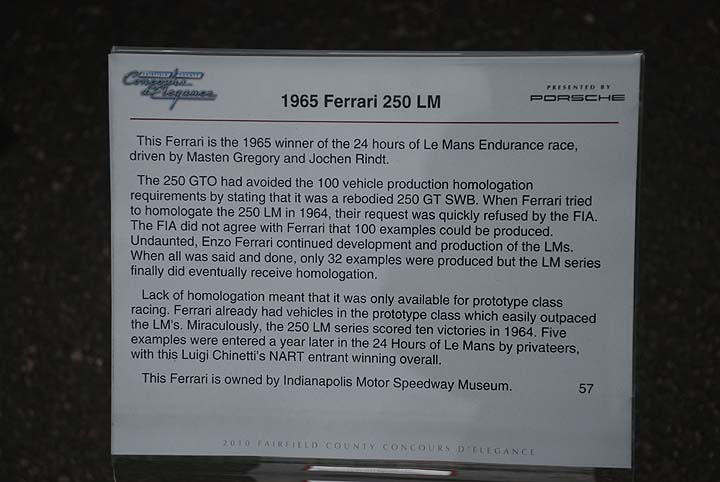 FAIRFIELD COUNTY
Concours
d'Elegance
PRESENTED BY
PORSCHE
1965 Ferrari 250 LM
This Ferrari is the 1965 winner of the 24 hours of Le Mans Endurance race,
driven by Masten Gregory and Jochen Rindt.
The 250 GTO had avoided the 100 vehicle production homologation
requirements by stating that it was a rebodied 250 GT SWB. When Ferrari tried
to homologate the 250 LM in 1964, their request was quickly refused by the FIA.
The FIA did not agree with Ferrari that 100 examples could be produced.
Undaunted, Enzo Ferrari continued development and production of the LMs.
When all was said and done, only 32 examples were produced but the LM series
finally did eventually receive homologation.
Lack of homologation meant that it was only available for prototype class
racing. Ferrari already had vehicles in the prototype class which easily outpaced
the LM's. Miraculously, the 250 LM series scored ten victories in 1964. Five
examples were entered a year later in the 24 Hours of Le Mans by privateers,
with this Luigi Chinetti's NART entrant winning overall.
This Ferrari is owned by Indianapolis Motor Speedway Museum.
57
2010 FAIRFIELD COUNTY CONCOURS D'ELEGANCE